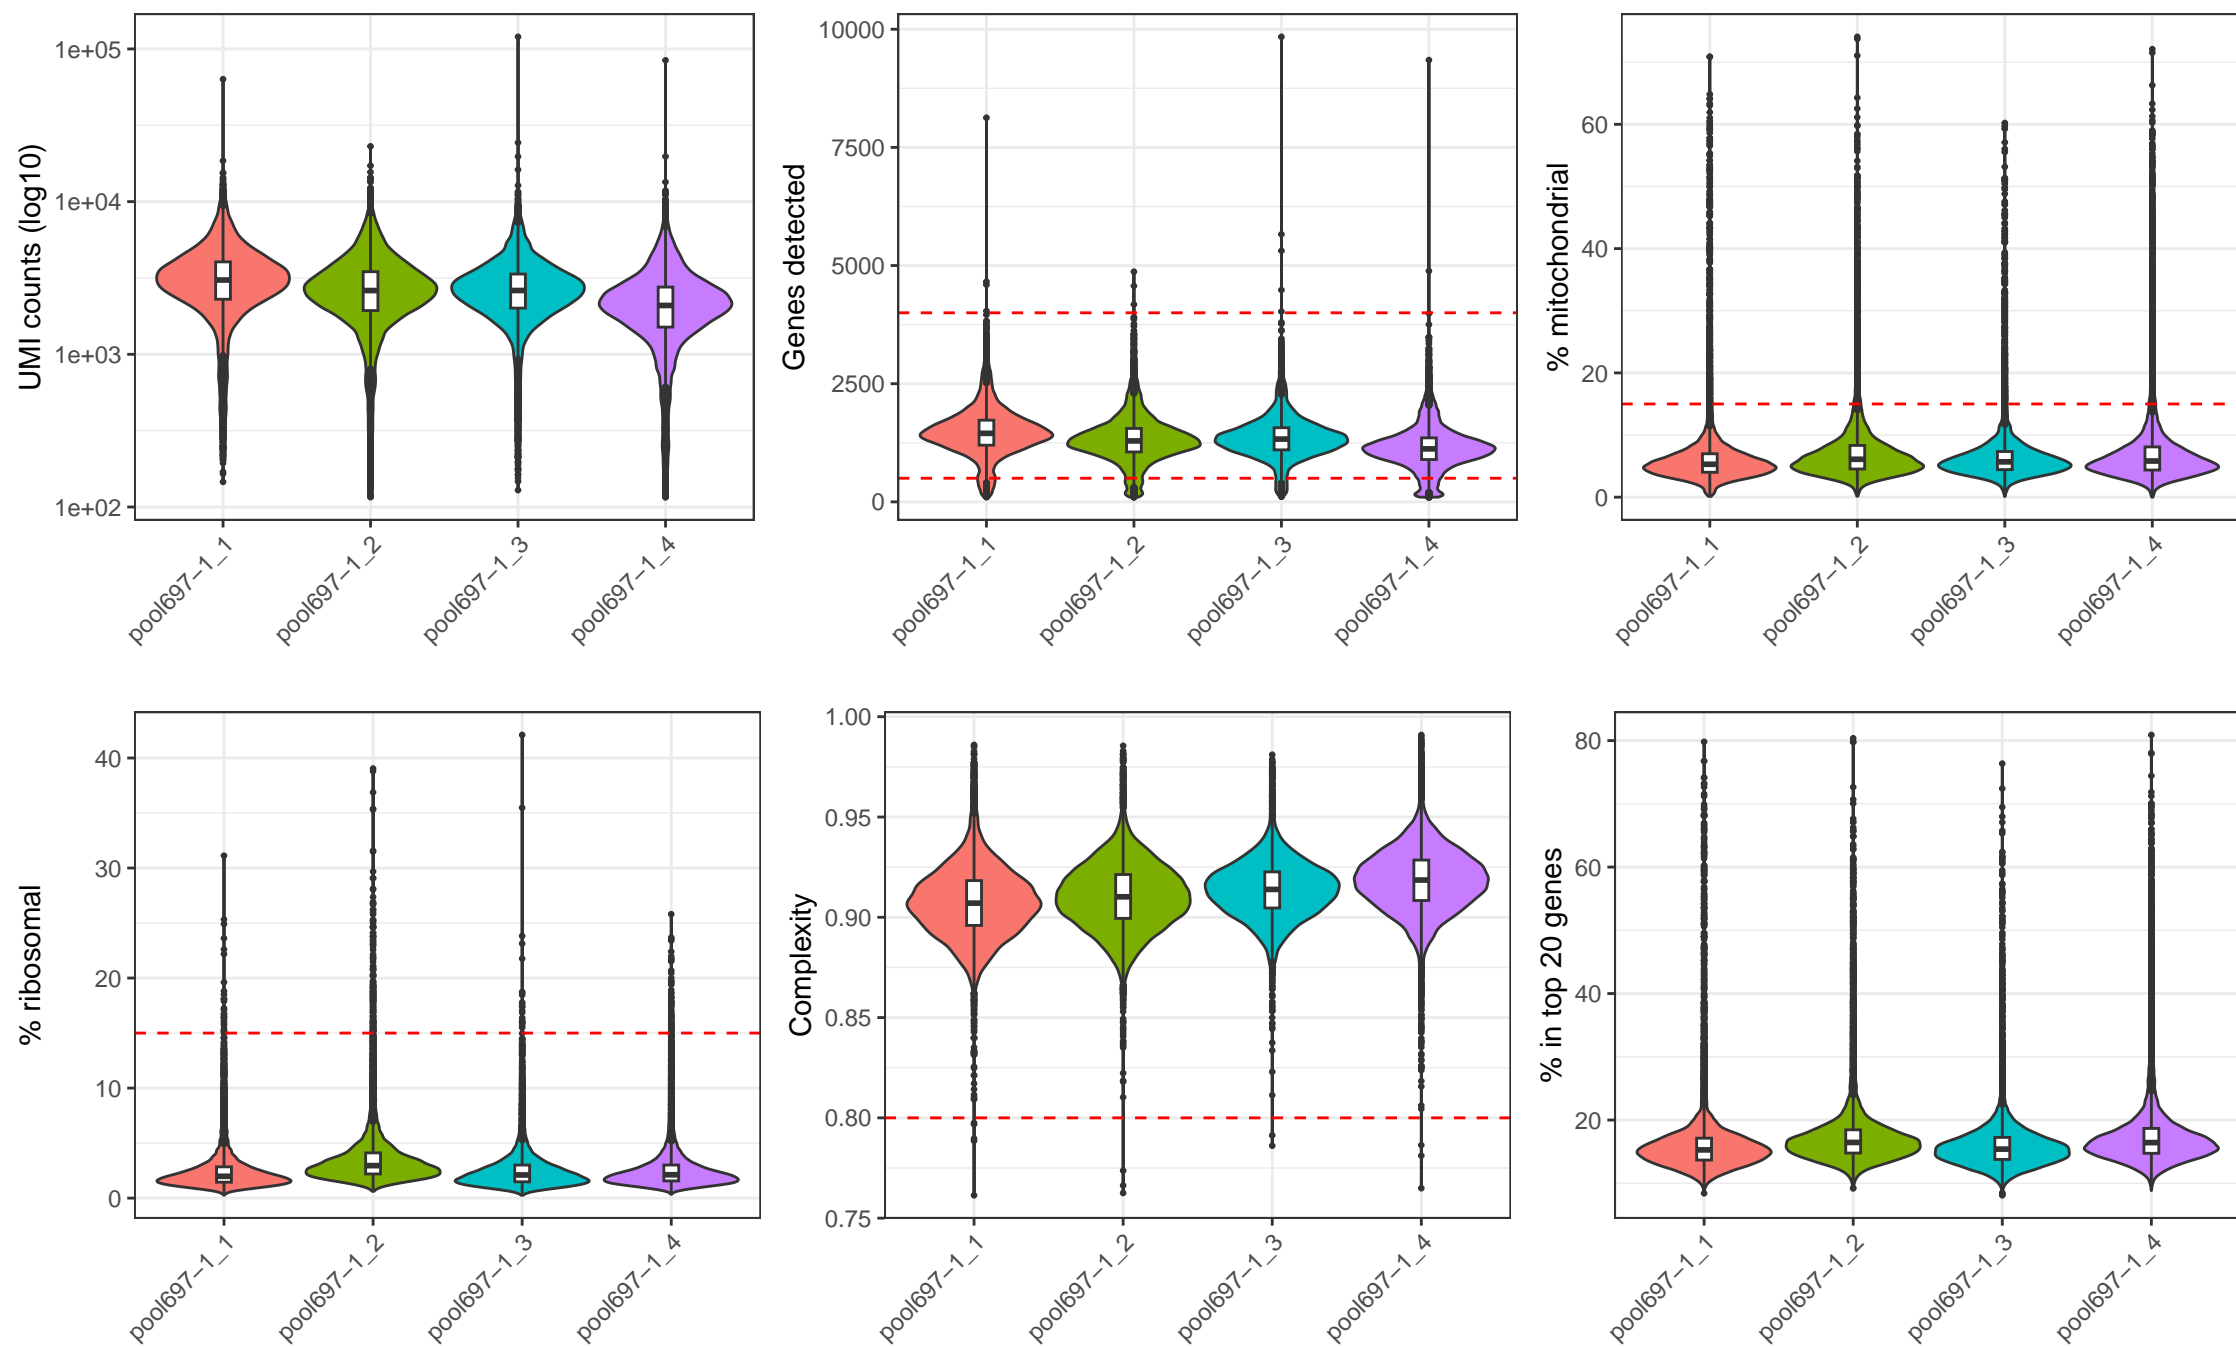 UMI counts (log10)
1e+05
1e+04
1e+03
1e+02
pool697−1_1
pool697−1_2
pool697−1_3
pool697−1_4
Genes detected
10000
7500
5000
2500
0
pool697−1_1
pool697−1_2
pool697−1_3
pool697−1_4
% mitochondrial
60
40
20
0
pool697−1_1
pool697−1_2
pool697−1_3
pool697−1_4
% ribosomal
40
30
20
10
0
pool697−1_1
pool697−1_2
pool697−1_3
pool697−1_4
Complexity
1.00
0.95
0.90
0.85
0.80
0.75
pool697−1_1
pool697−1_2
pool697−1_3
pool697−1_4
% in top 20 genes
80
60
40
20
pool697−1_1
pool697−1_2
pool697−1_3
pool697−1_4